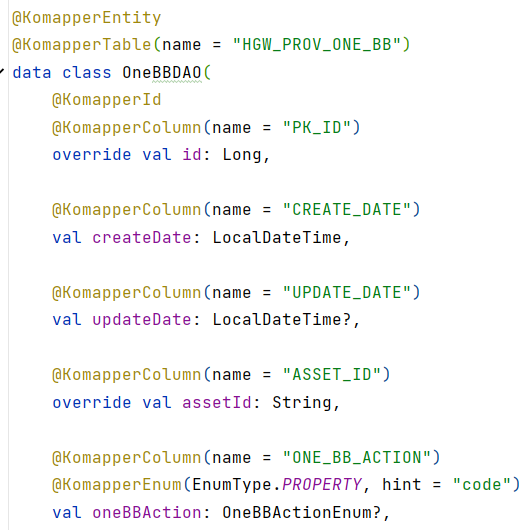 @KomapperEntity
@KomapperTable(name = "HGW_PROV_ONE_BB")
data class OneBBDAO(
    @KomapperId
    @KomapperColumn(name = "PK_ID")
    override val id: Long,

    @KomapperColumn(name = "CREATE_DATE")
    val createDate: LocalDateTime,

    @KomapperColumn(name = "UPDATE_DATE")
    val updateDate: LocalDateTime?,

    @KomapperColumn(name = "ASSET_ID")
    override val assetId: String,

    @KomapperColumn(name = "ONE_BB_ACTION")
    @KomapperEnum(EnumType.PROPERTY, hint = "code")
    val oneBBAction: OneBBActionEnum?,